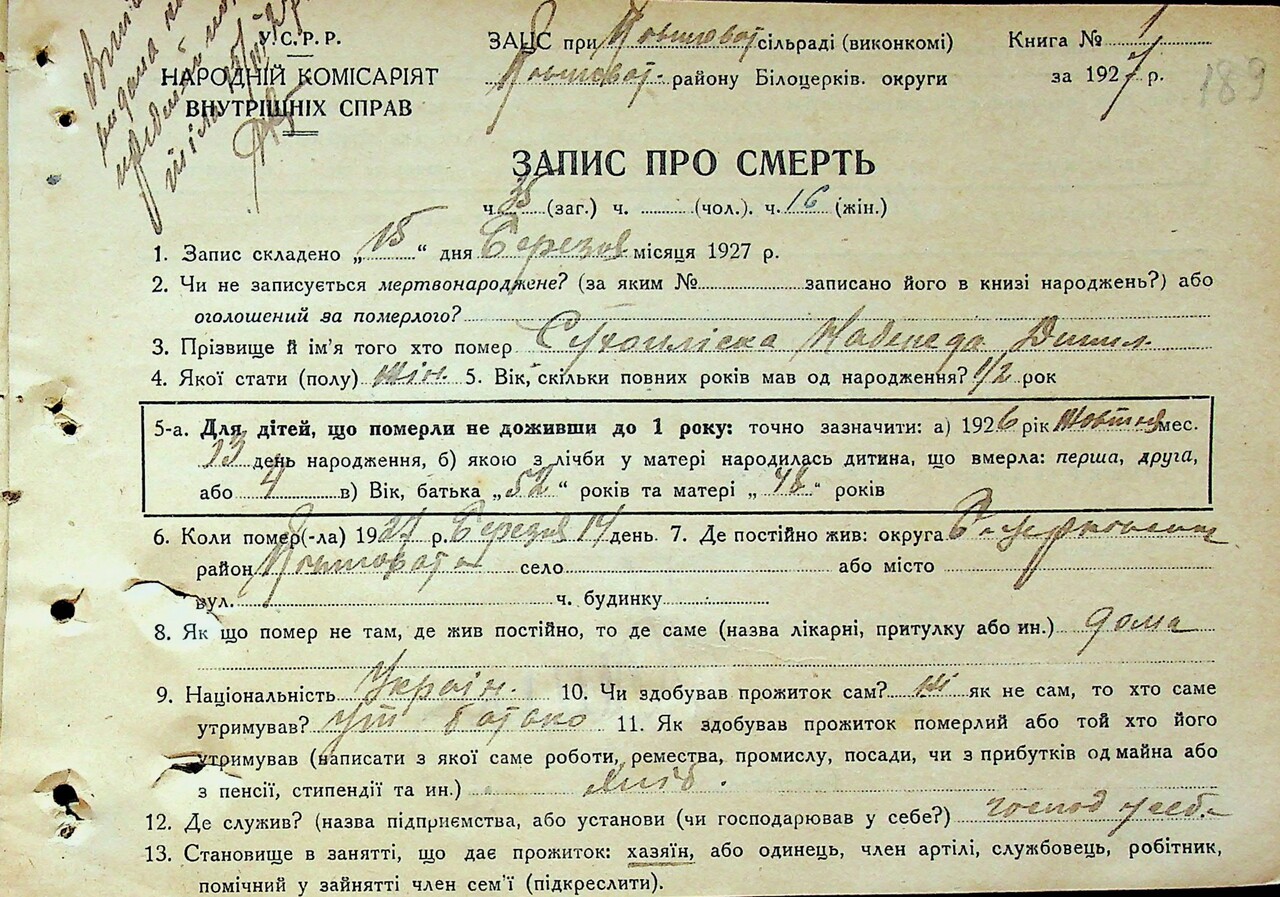 У.С.Р.Р.
НАРОДНІЙ КОМІСАРІЯТ
ВНУТРІШНІХ СПРАВ
ЗАЦС при Ковшоват сільраді (виконкомі)
Ковшоват. району Білоцерків. округи
Книга № 1
за 1927 р.
189
ЗАПИС ПРО СМЕРТЬ
ч. 35 (заг.) ч. (чол.). ч. 16 (жін.)
1. Запис складено „ 15 “ дня Березня місяця 1927 р.
2. Чи не записується мертвонароджене? (за яким № записано його в книзі народжень?) або
оголошений за померлого?
3. Прізвище й ім'я того хто помер
4. Якої стати (полу) жін. 5. Вік, скільки повних років мав од народження? 1/2 рок
5-а. Для дітей, що померли не доживши до 1 року: точно зазначити: а) 1926 рік Жовтня мес.
13 день народження, б) якою з лічби у матері народилась дитина, що вмерла: перша, друга,
або 4 в) Вік, батька „52“ років та матері „48“ років
6. Коли помер(-ла) 1927 р. Березня 14 день. 7. Де постійно жив: округа
район Ковшовата село або місто
вул. ч. будинку
8. Як що помер не там, де жив постійно, то де саме (назва лікарні, притулку або ин.) дома
9. Національність Україн. 10. Чи здобував прожиток сам? ні як не сам, то хто саме
утримував? 11. Як здобував прожиток померлий або той хто його
утримував (написати з якої саме роботи, ремества, промислу, посади, чи з прибутків од майна або
з пенсії, стипендії та ин.)
12. Де служив? (назва підприємства, або установи (чи господарював у себе?) господ у себ.
13. Становище в занятті, що дає прожиток: хазяїн, або одинець, член артілі, службовець, робітник,
помічний у зайнятті член сем'ї (підкреслити).